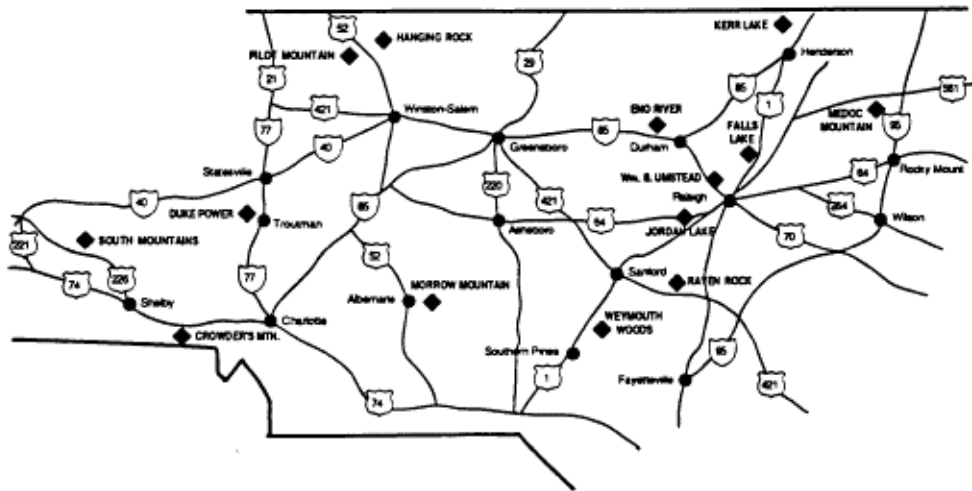 52
HANGING ROCK
PILOT MOUNTAIN
KERR LAKE
Henderson
21
29
85
1
561
421
Winston-Salem
ENO RIVER
FALLS LAKE
MEDOC MOUNTAIN
95
77
40
Greensboro
85
Durham
Statesville
Wm. B. UMSTEAD
64
Rocky Mount
220
Raleigh
264
40
DUKE POWER
85
421
Wilson
Troutman
Asheboro
64
JORDAN LAKE
70
221
SOUTH MOUNTAINS
52
74
226
77
Sanford
RAVEN ROCK
Shelby
Albemarle
MORROW MOUNTAIN
Charlotte
WEYMOUTH WOODS
CROWDER'S MTN.
Southern Pines
95
1
Fayetteville
421
74